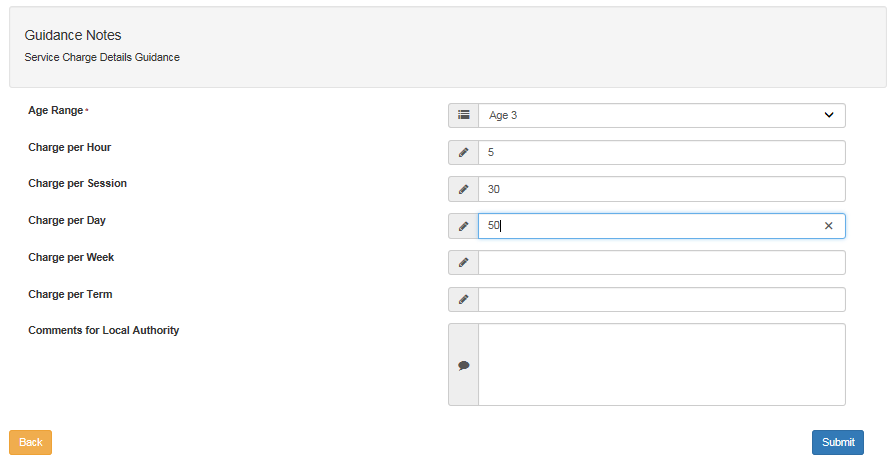 Guidance Notes
Service Charge Details Guidance
Age Range *
Age 3
Charge per Hour
5
Charge per Session
30
Charge per Day
50
Charge per Week
Charge per Term
Comments for Local Authority
Back
Submit